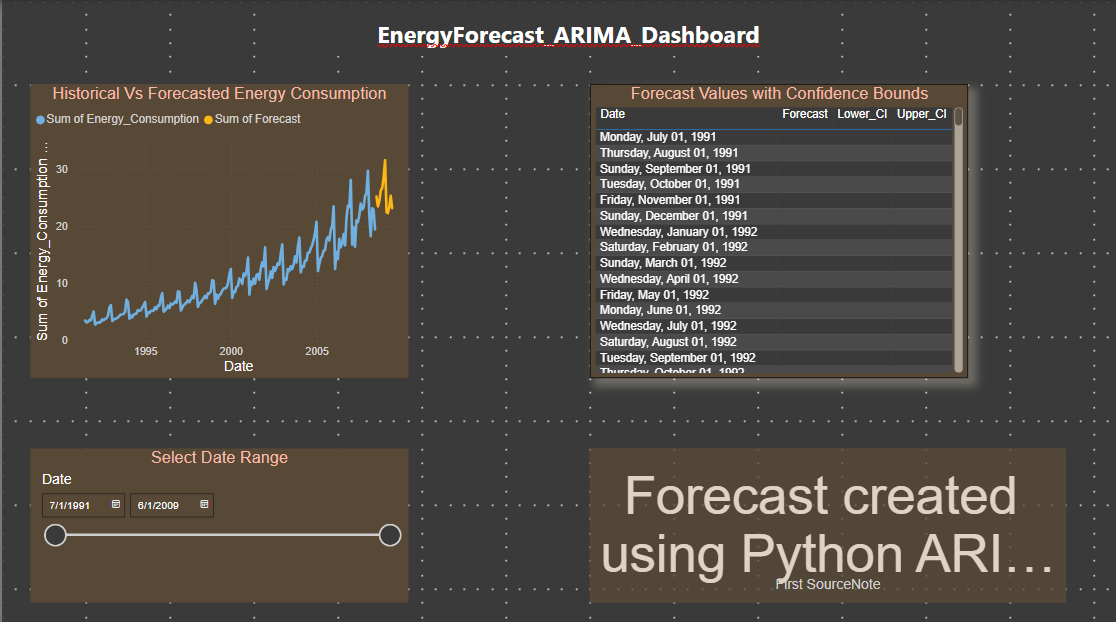 EnergyForecast_ARIMA_Dashboard
Historical Vs Forecasted Energy Consumption
Sum of Energy_Consumption Sum of Forecast
Sum of Energy_Consumption ...
30
20
10
0
1995 2000 2005
Date
Forecast Values with Confidence Bounds
Date Forecast Lower_CI Upper_CI
Monday, July 01, 1991
Thursday, August 01, 1991
Sunday, September 01, 1991
Tuesday, October 01, 1991
Friday, November 01, 1991
Sunday, December 01, 1991
Wednesday, January 01, 1992
Saturday, February 01, 1992
Sunday, March 01, 1992
Wednesday, April 01, 1992
Friday, May 01, 1992
Monday, June 01, 1992
Wednesday, July 01, 1992
Saturday, August 01, 1992
Tuesday, September 01, 1992
Thursday, October 01, 1992
Select Date Range
Date
7/1/1991 6/1/2009
Forecast created
using Python ARI...
First SourceNote